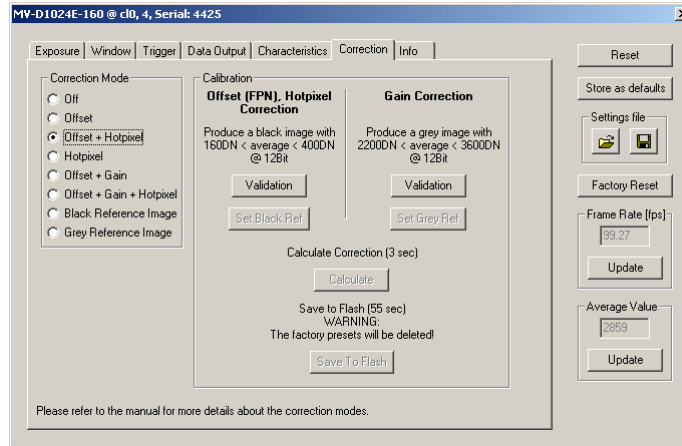 MV-D1024E-160 @ cl0, 4, Serial: 4425
Exposure Window Trigger Data Output Characteristics Correction Info
Correction Mode
Off
Offset
Offset + Hotpixel
Hotpixel
Offset + Gain
Offset + Gain + Hotpixel
Black Reference Image
Grey Reference Image
Calibration
Offset (FPN), Hotpixel
Correction
Produce a black image with
160DN < average < 400DN
@ 12Bit
Validation
Set Black Ref
Gain Correction
Produce a grey image with
2200DN < average < 3600DN
@ 12Bit
Validation
Set Grey Ref
Calculate Correction (3 sec)
Calculate
Save to Flash (55 sec)
WARNING:
The factory presets will be deleted!
Save To Flash
Please refer to the manual for more details about the correction modes.
Reset
Store as defaults
Settings file
Factory Reset
Frame Rate [fps]
99.27
Update
Average Value
2859
Update